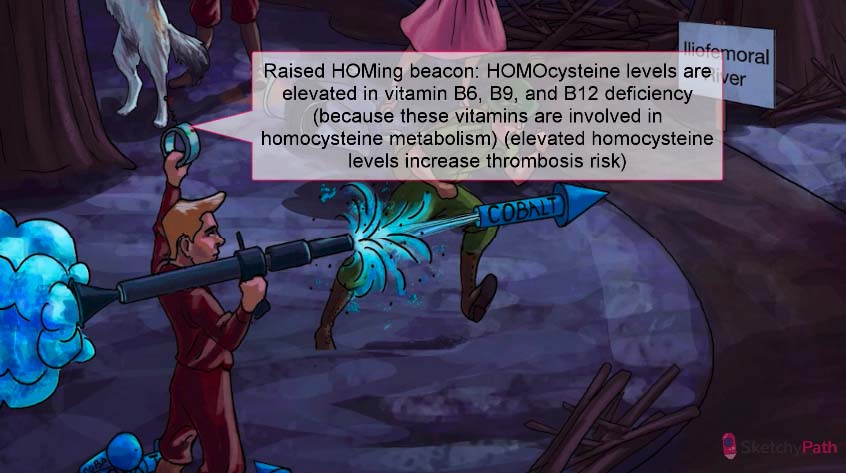 Iliofemoral
River
Raised HOMing beacon: HOMOcysteine levels are
elevated in vitamin B6, B9, and B12 deficiency
(because these vitamins are involved in
homocysteine metabolism) (elevated homocysteine
levels increase thrombosis risk)
COBALT
COBA
SketchyPath